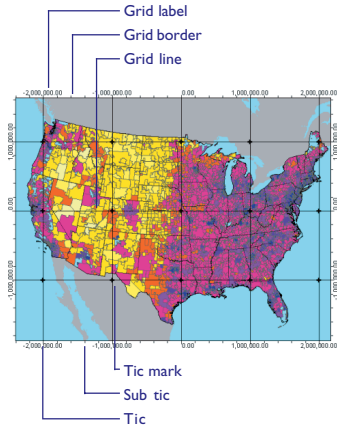 Grid label
Grid border
Grid line
-2,000,000.00 -1,000,000.00 0.00 1,000,000.00 2,000,000.00
1,000,000.00 1,000,000.00
0.00 0.00
-1,000,000.00 -1,000,000.00
-2,000,000.00 -1,000,000.00 0.00 1,000,000.00 2,000,000.00
Tic mark
Sub tic
Tic